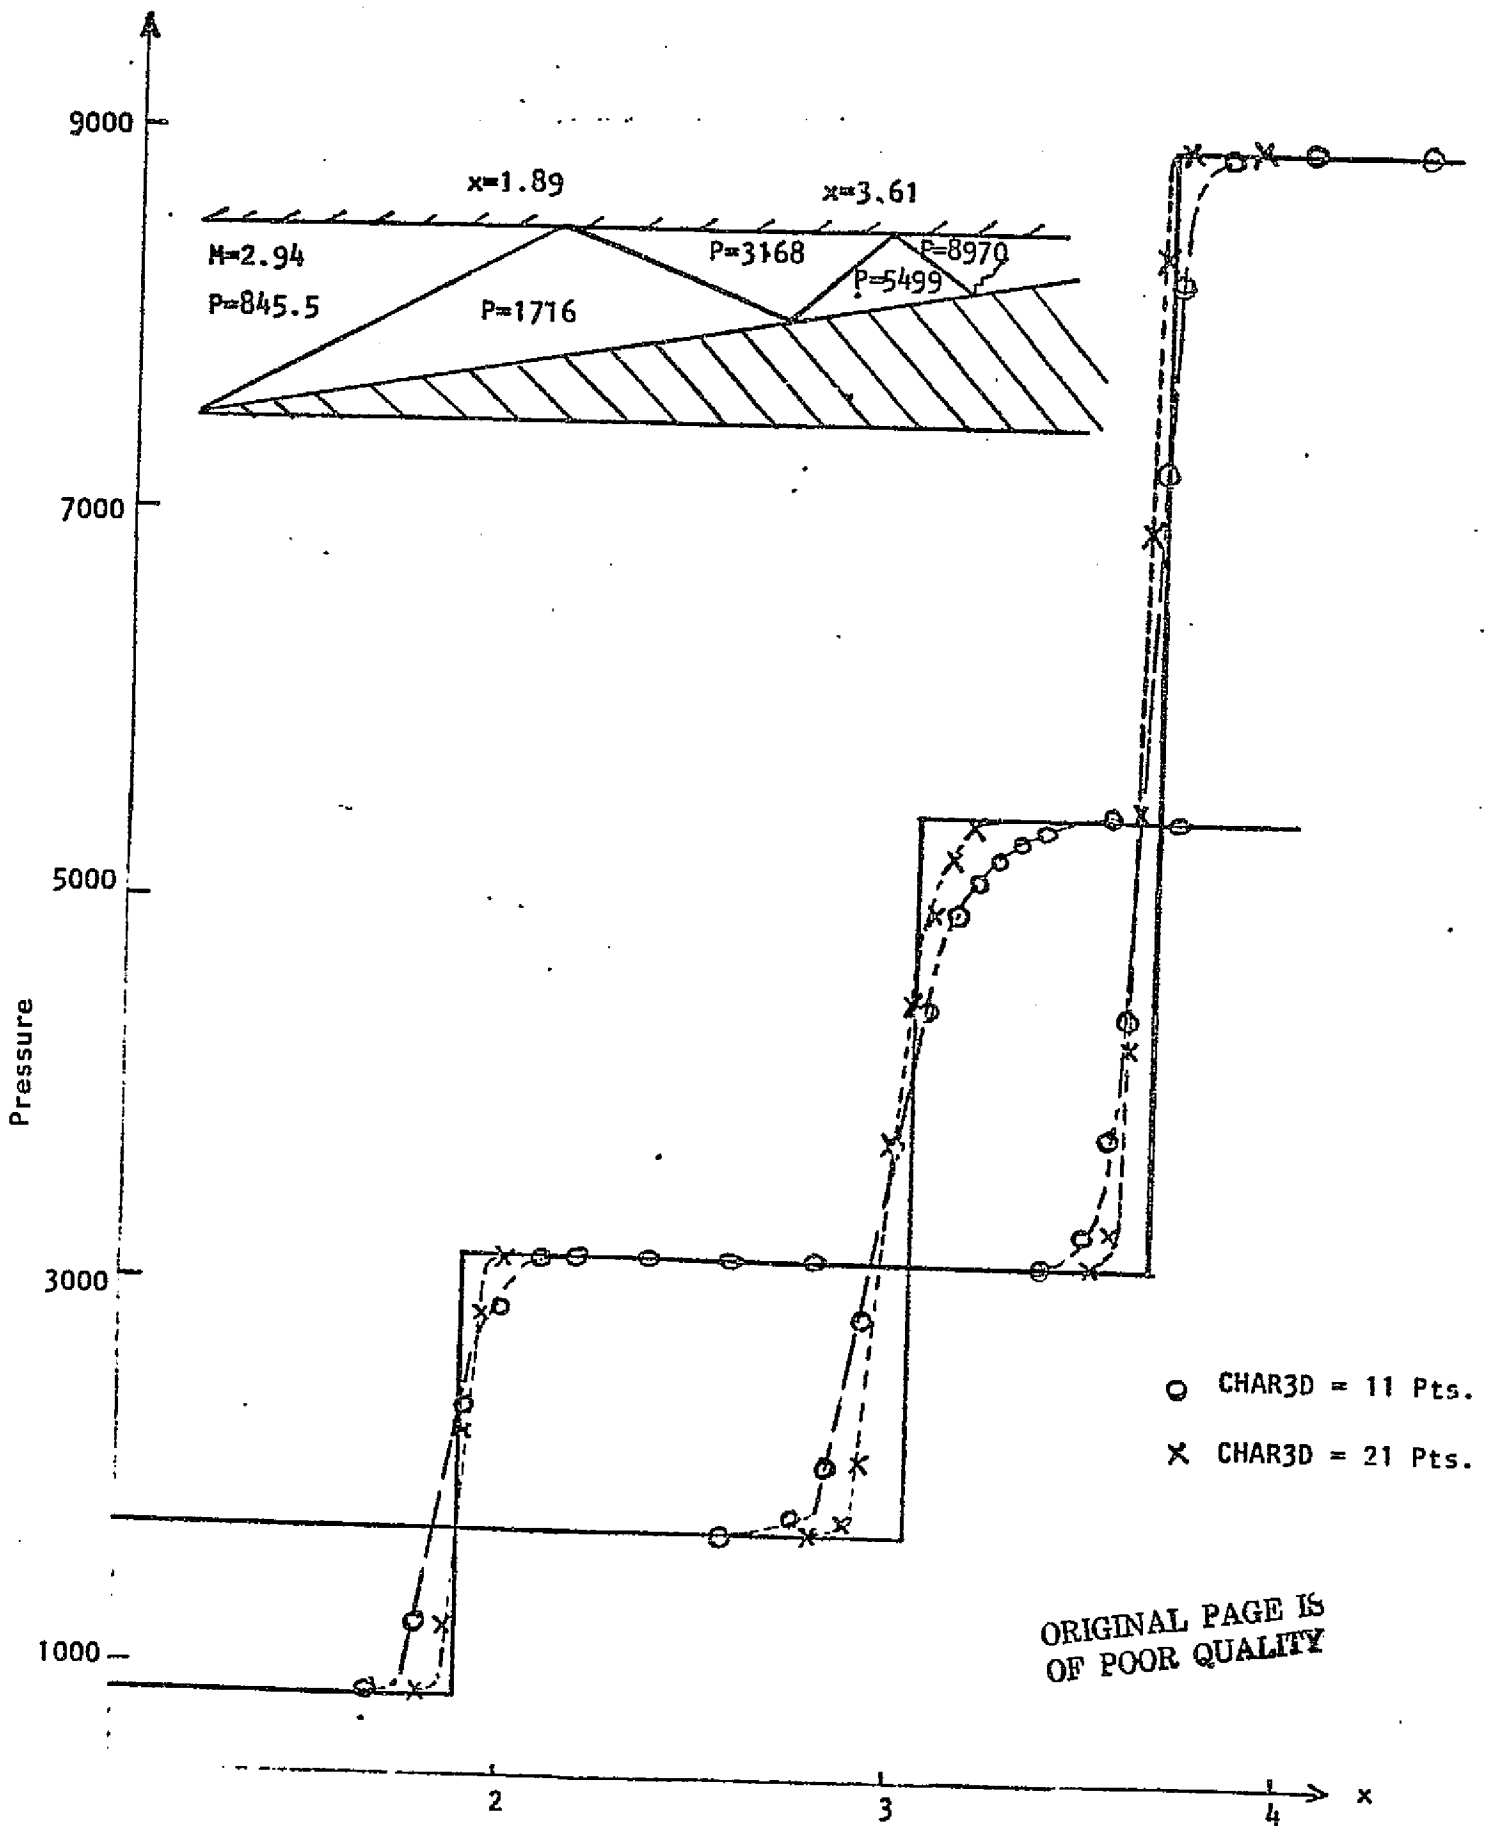 9000
x=1.89
x=3.61
M=2.94
P=3168
P=8970
P=5499
P=845.5
P=1716
7000
5000
Pressure
3000
O CHAR3D = 11 Pts.
X CHAR3D = 21 Pts.
1000
ORIGINAL PAGE IS
OF POOR QUALITY
2
3
4
x